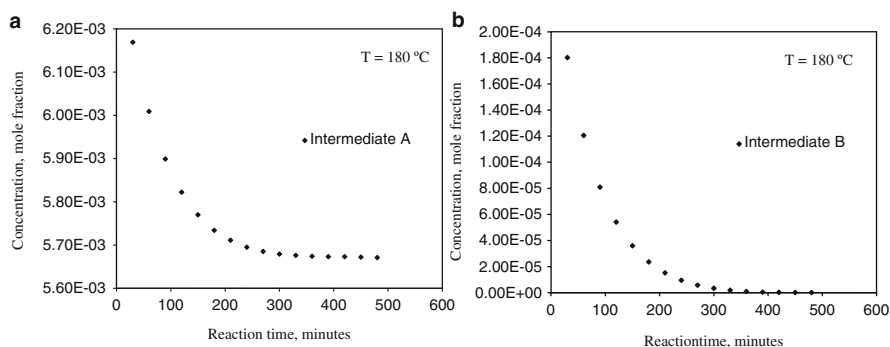 a
6.20E-03
6.10E-03
6.00E-03
5.90E-03
5.80E-03
5.70E-03
5.60E-03
0 100 200 300 400 500 600
Concentration, mole fraction
Reaction time, minutes
T = 180 ºC
Intermediate A
b
2.00E-04
1.80E-04
1.60E-04
1.40E-04
1.20E-04
1.00E-04
8.00E-05
6.00E-05
4.00E-05
2.00E-05
0.00E+00
0 100 200 300 400 500 600
Concentration, mole fraction
Reactiontime, minutes
T = 180 ºC
Intermediate B